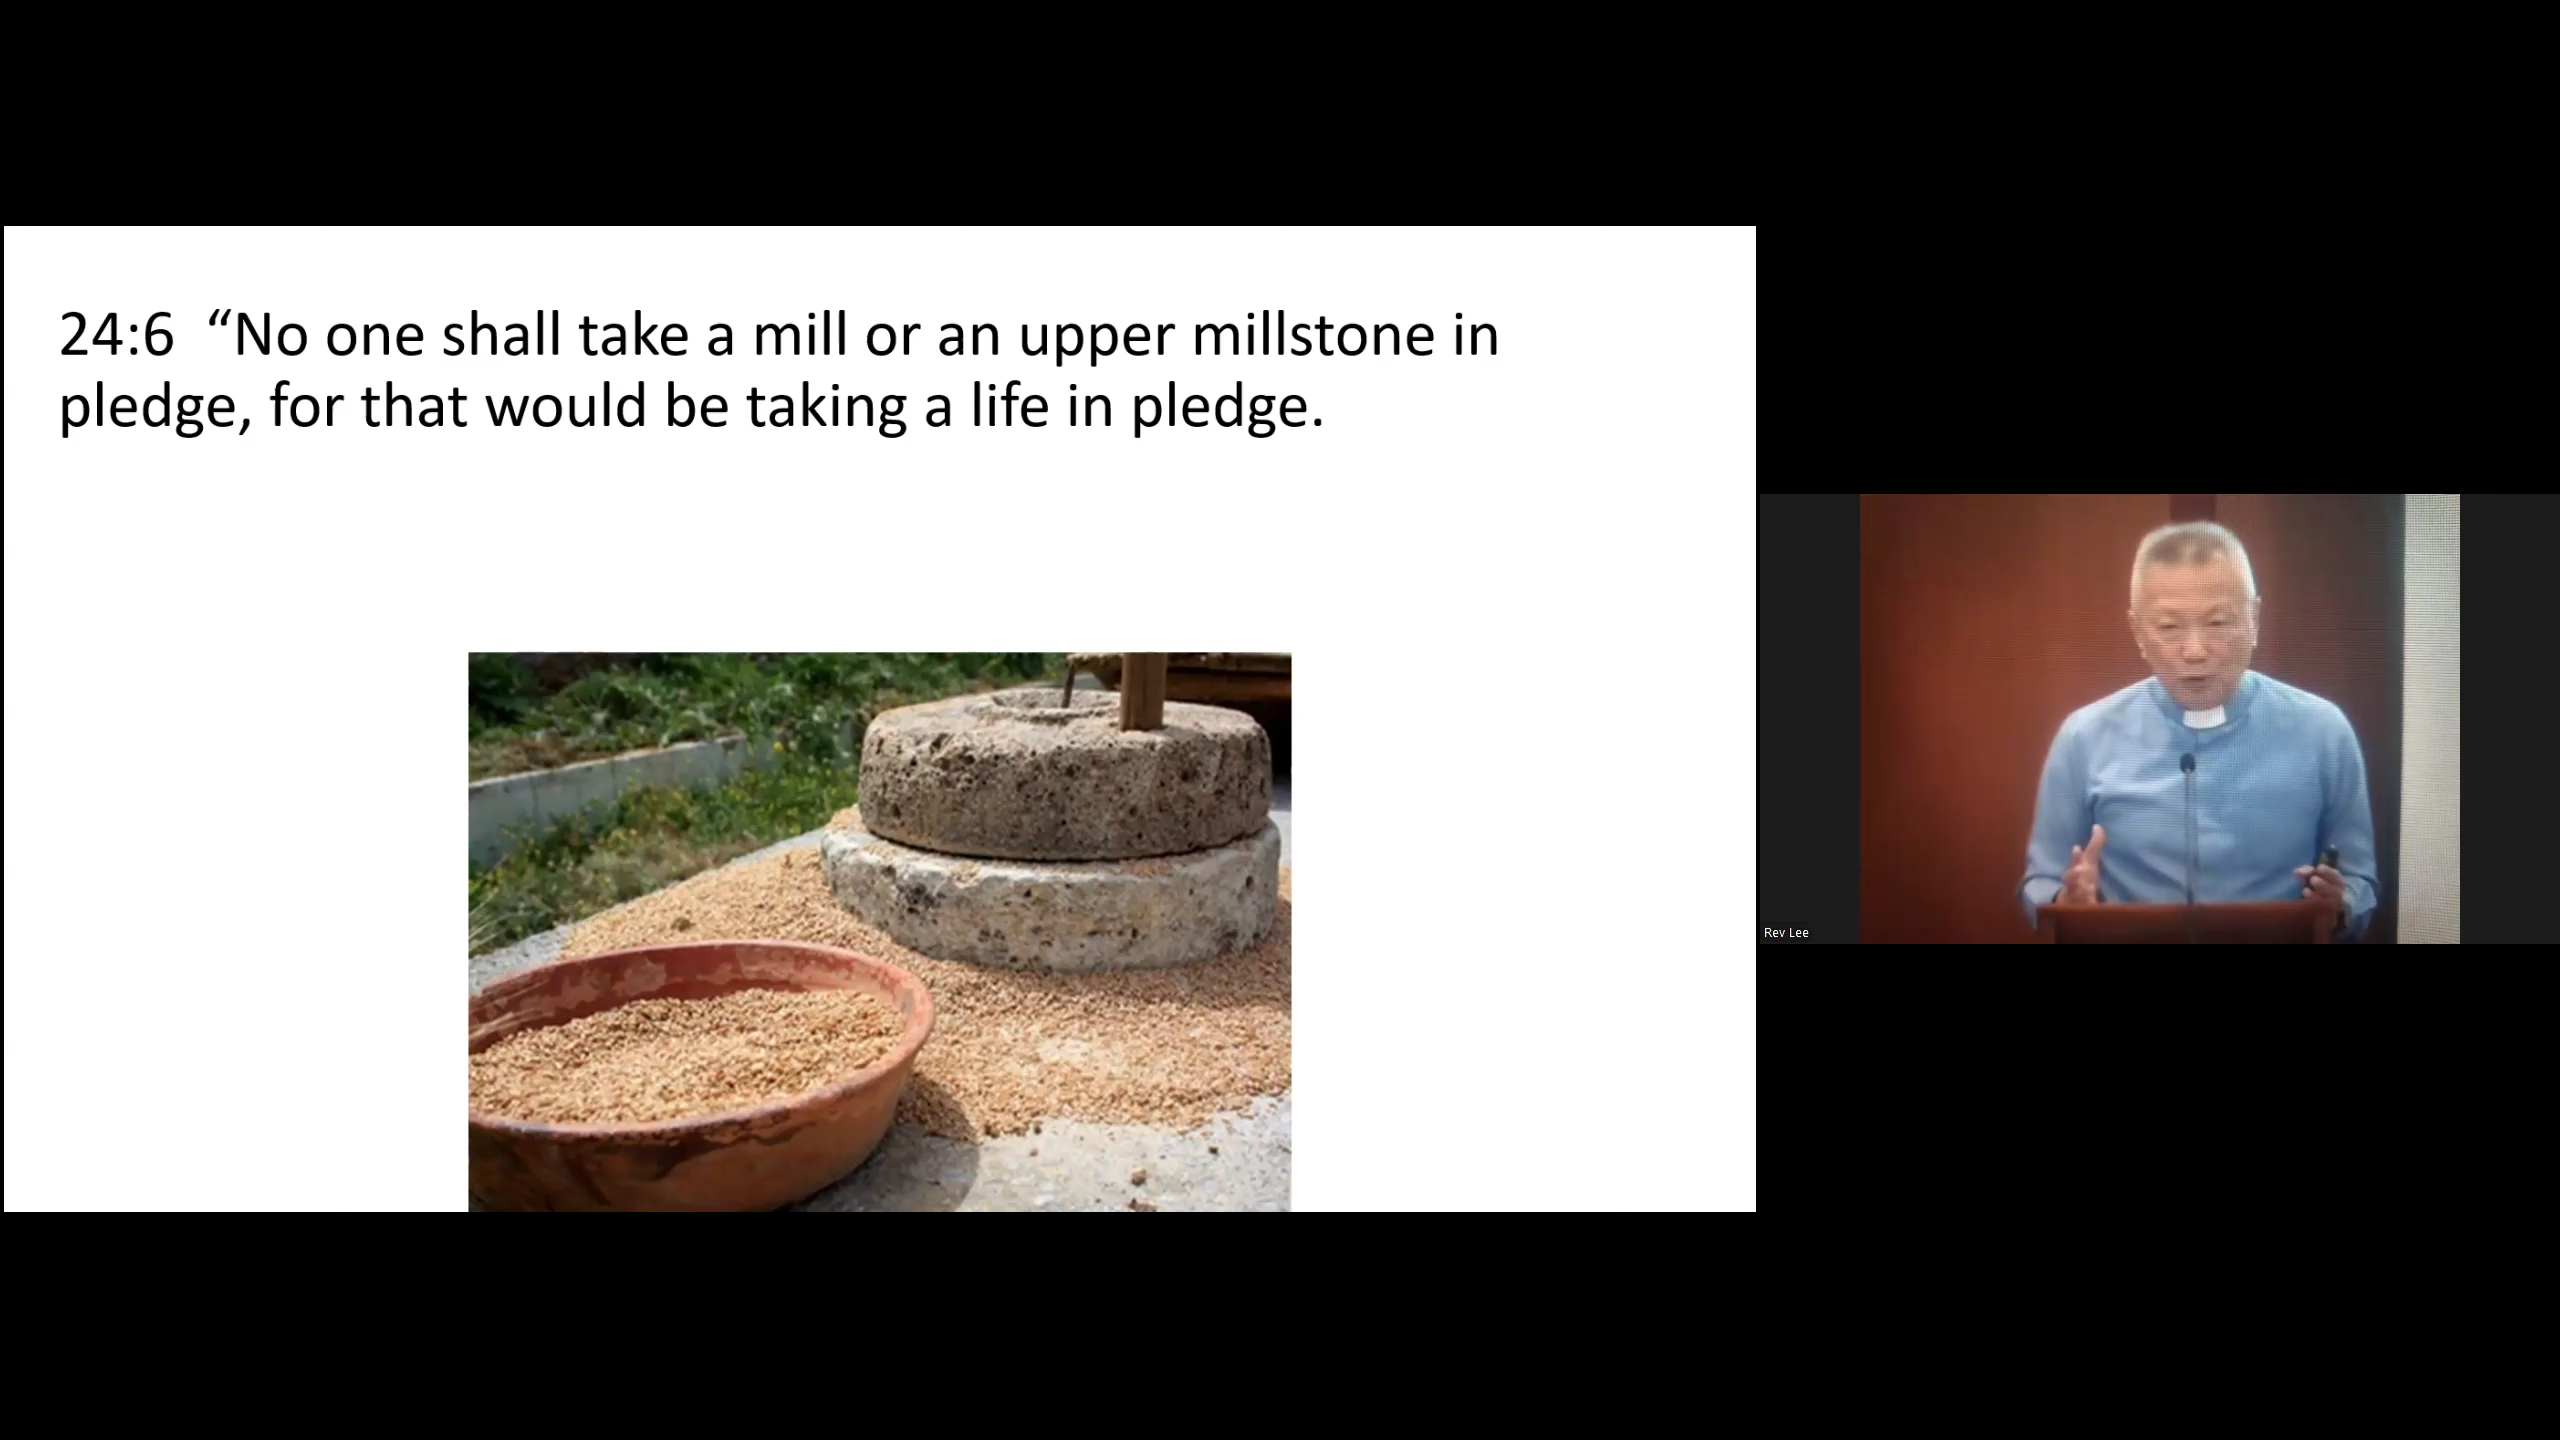 24:6  “No one shall take a mill or an upper millstone in
pledge, for that would be taking a life in pledge.
Rev Lee